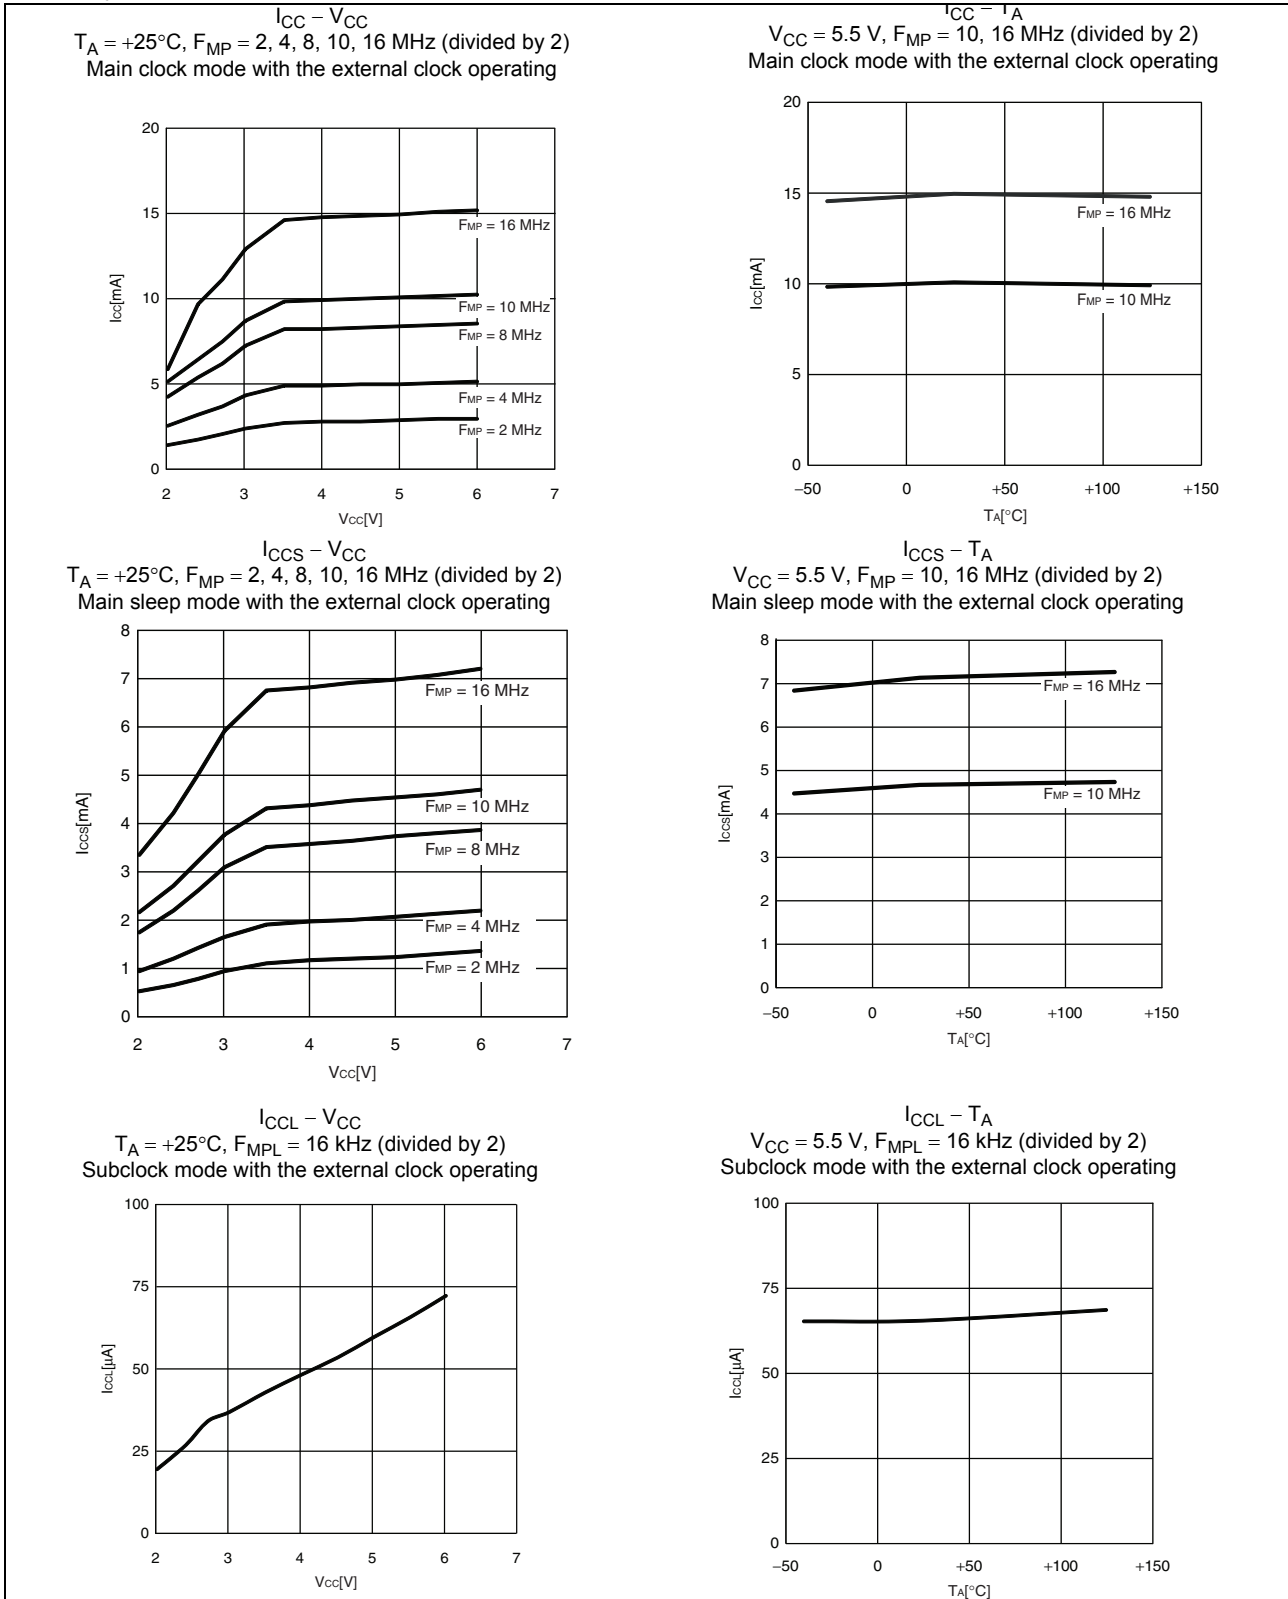 ICC − VCC
TA = +25°C, FMP = 2, 4, 8, 10, 16 MHz (divided by 2)
Main clock mode with the external clock operating
20
15
10
5
0
ICC[mA]
FMP = 16 MHz
FMP = 10 MHz
FMP = 8 MHz
FMP = 4 MHz
FMP = 2 MHz
2 3 4 5 6 7
VCC[V]
ICC − TA
VCC = 5.5 V, FMP = 10, 16 MHz (divided by 2)
Main clock mode with the external clock operating
20
15
10
5
0
ICC[mA]
FMP = 16 MHz
FMP = 10 MHz
−50 0 +50 +100 +150
TA[°C]
ICCS − VCC
TA = +25°C, FMP = 2, 4, 8, 10, 16 MHz (divided by 2)
Main sleep mode with the external clock operating
8
7
6
5
4
3
2
1
0
ICCS[mA]
FMP = 16 MHz
FMP = 10 MHz
FMP = 8 MHz
FMP = 4 MHz
FMP = 2 MHz
2 3 4 5 6 7
VCC[V]
ICCS − TA
VCC = 5.5 V, FMP = 10, 16 MHz (divided by 2)
Main sleep mode with the external clock operating
8
7
6
5
4
3
2
1
0
ICCS[mA]
FMP = 16 MHz
FMP = 10 MHz
−50 0 +50 +100 +150
TA[°C]
ICCL − VCC
TA = +25°C, FMPL = 16 kHz (divided by 2)
Subclock mode with the external clock operating
100
75
50
25
0
ICCL[µA]
2 3 4 5 6 7
VCC[V]
ICCL − TA
VCC = 5.5 V, FMPL = 16 kHz (divided by 2)
Subclock mode with the external clock operating
100
75
50
25
0
ICCL[µA]
−50 0 +50 +100 +150
TA[°C]